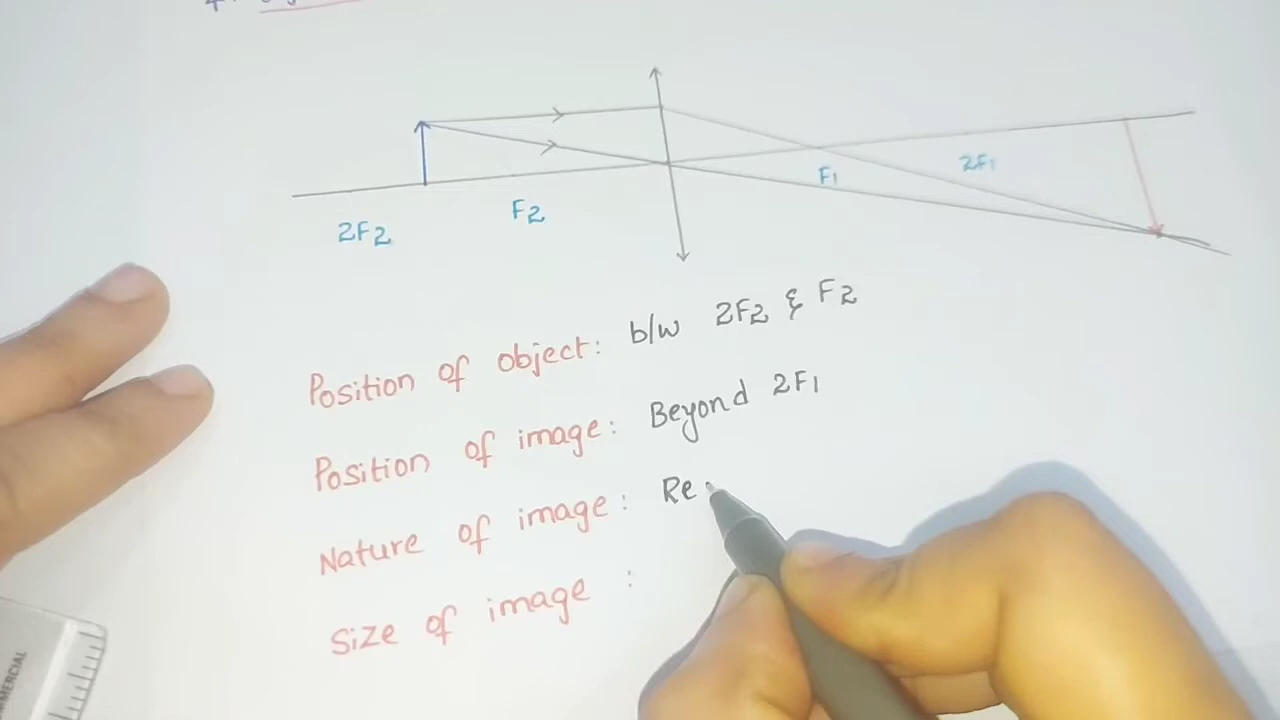 F1
2F1
2F2
F2
Position of object: b/w 2F2 & F2
Position of image: Beyond 2F1
Nature of image: Re
Size of image :